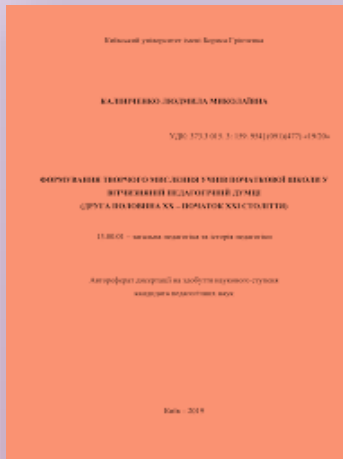 Київський університет імені Бориса Грінченка
КАЛІНІЧЕНКО ЛЮДМИЛА МИКОЛАЇВНА
УДК
ФОРМУВАННЯ ТВОРЧОГО МИСЛЕННЯ УЧНІВ ПОЧАТКОВОЇ ШКОЛИ У
ВІТЧИЗНЯНІЙ ПЕДАГОГІЧНІЙ ДУМЦІ
(ДРУГА ПОЛОВИНА ХХ – ПОЧАТОК ХХІ СТОЛІТТЯ)
13.00.01 – загальна педагогіка та історія педагогіки
Автореферат дисертації на здобуття наукового ступеня
кандидата педагогічних наук
Київ – 2019